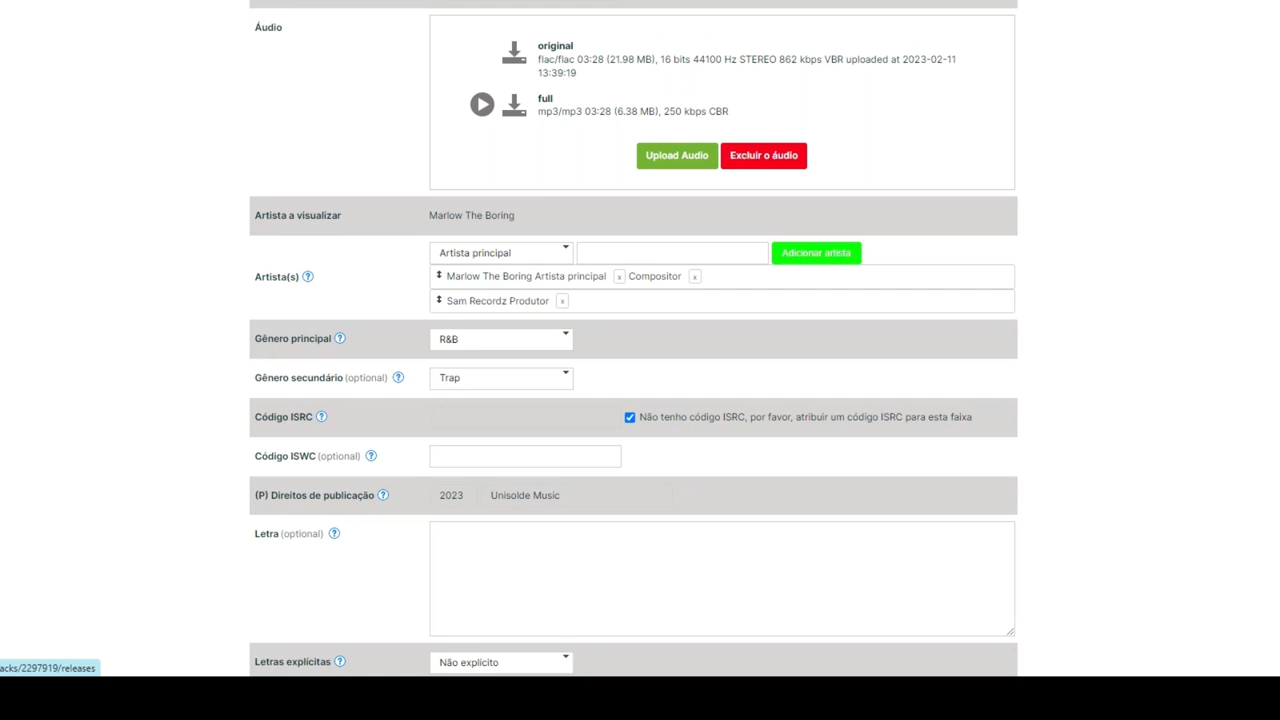 Áudio
original
flac/flac 03:28 (21.98 MB), 16 bits 44100 Hz STEREO 862 kbps VBR uploaded at 2023-02-11
13:39:19
full
mp3/mp3 03:28 (6.38 MB), 250 kbps CBR
Upload Audio Excluir o áudio
Artista a visualizar Marlow The Boring
Artista principal Adicionar artista
Artista(s) ? Marlow The Boring Artista principal x Compositor x
Sam Recordz Produtor x
Gênero principal ? R&B
Gênero secundário (optional) ? Trap
Código ISRC ? Não tenho código ISRC, por favor, atribuir um código ISRC para esta faixa
Código ISWC (optional) ?
(P) Direitos de publicação ? 2023 Unisolde Music
Letra (optional) ?
Letras explícitas ? Não explícito
acks/2297919/releases